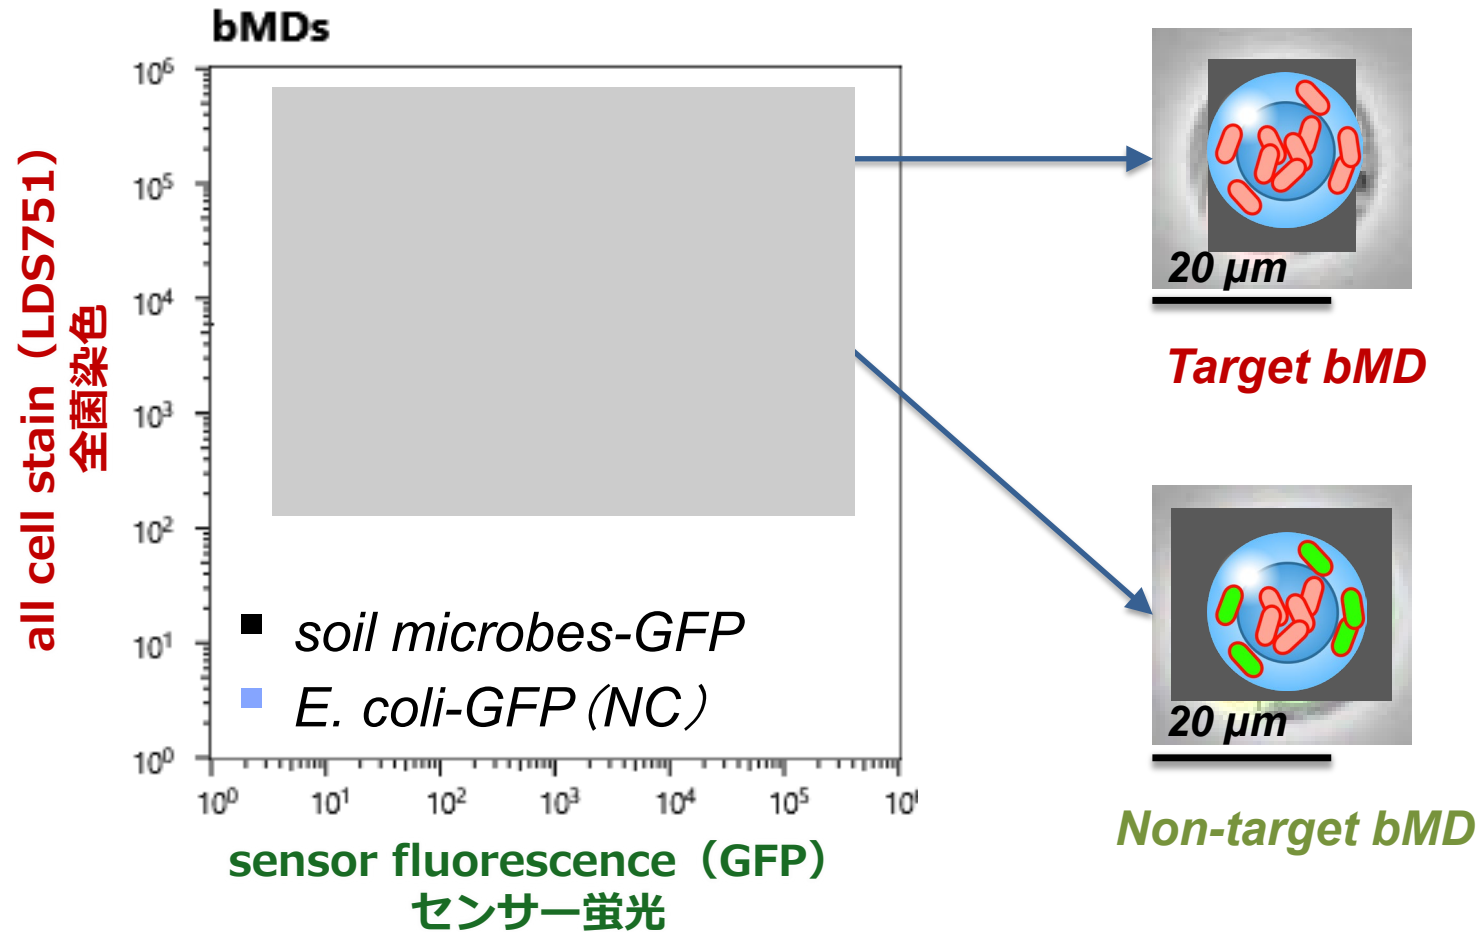 bMDs
10⁶
10⁵
10⁴
10³
10²
10¹
10⁰
all cell stain（LDS751）
全菌染色
■ soil microbes-GFP
■ E. coli-GFP（NC）
10⁰ 10¹ 10² 10³ 10⁴ 10⁵ 10
sensor fluorescence（GFP）
センサー蛍光
20 μm
Target bMD
20 μm
Non-target bMD